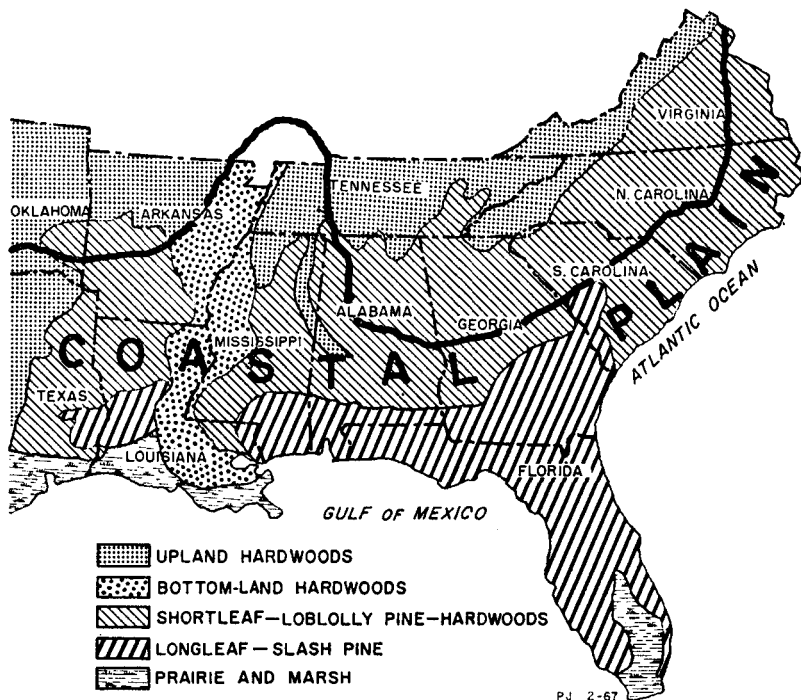 VIRGINIA
TENNESSEE
N. CAROLINA
OKLAHOMA
ARKANSAS
S. CAROLINA
ALABAMA
GEORGIA
MISSISSIPPI
COASTAL PLAIN
ATLANTIC OCEAN
TEXAS
LOUISIANA
FLORIDA
GULF OF MEXICO
UPLAND HARDWOODS
BOTTOM-LAND HARDWOODS
SHORTLEAF—LOBLOLLY PINE—HARDWOODS
LONGLEAF—SLASH PINE
PRAIRIE AND MARSH
PJ 2-67